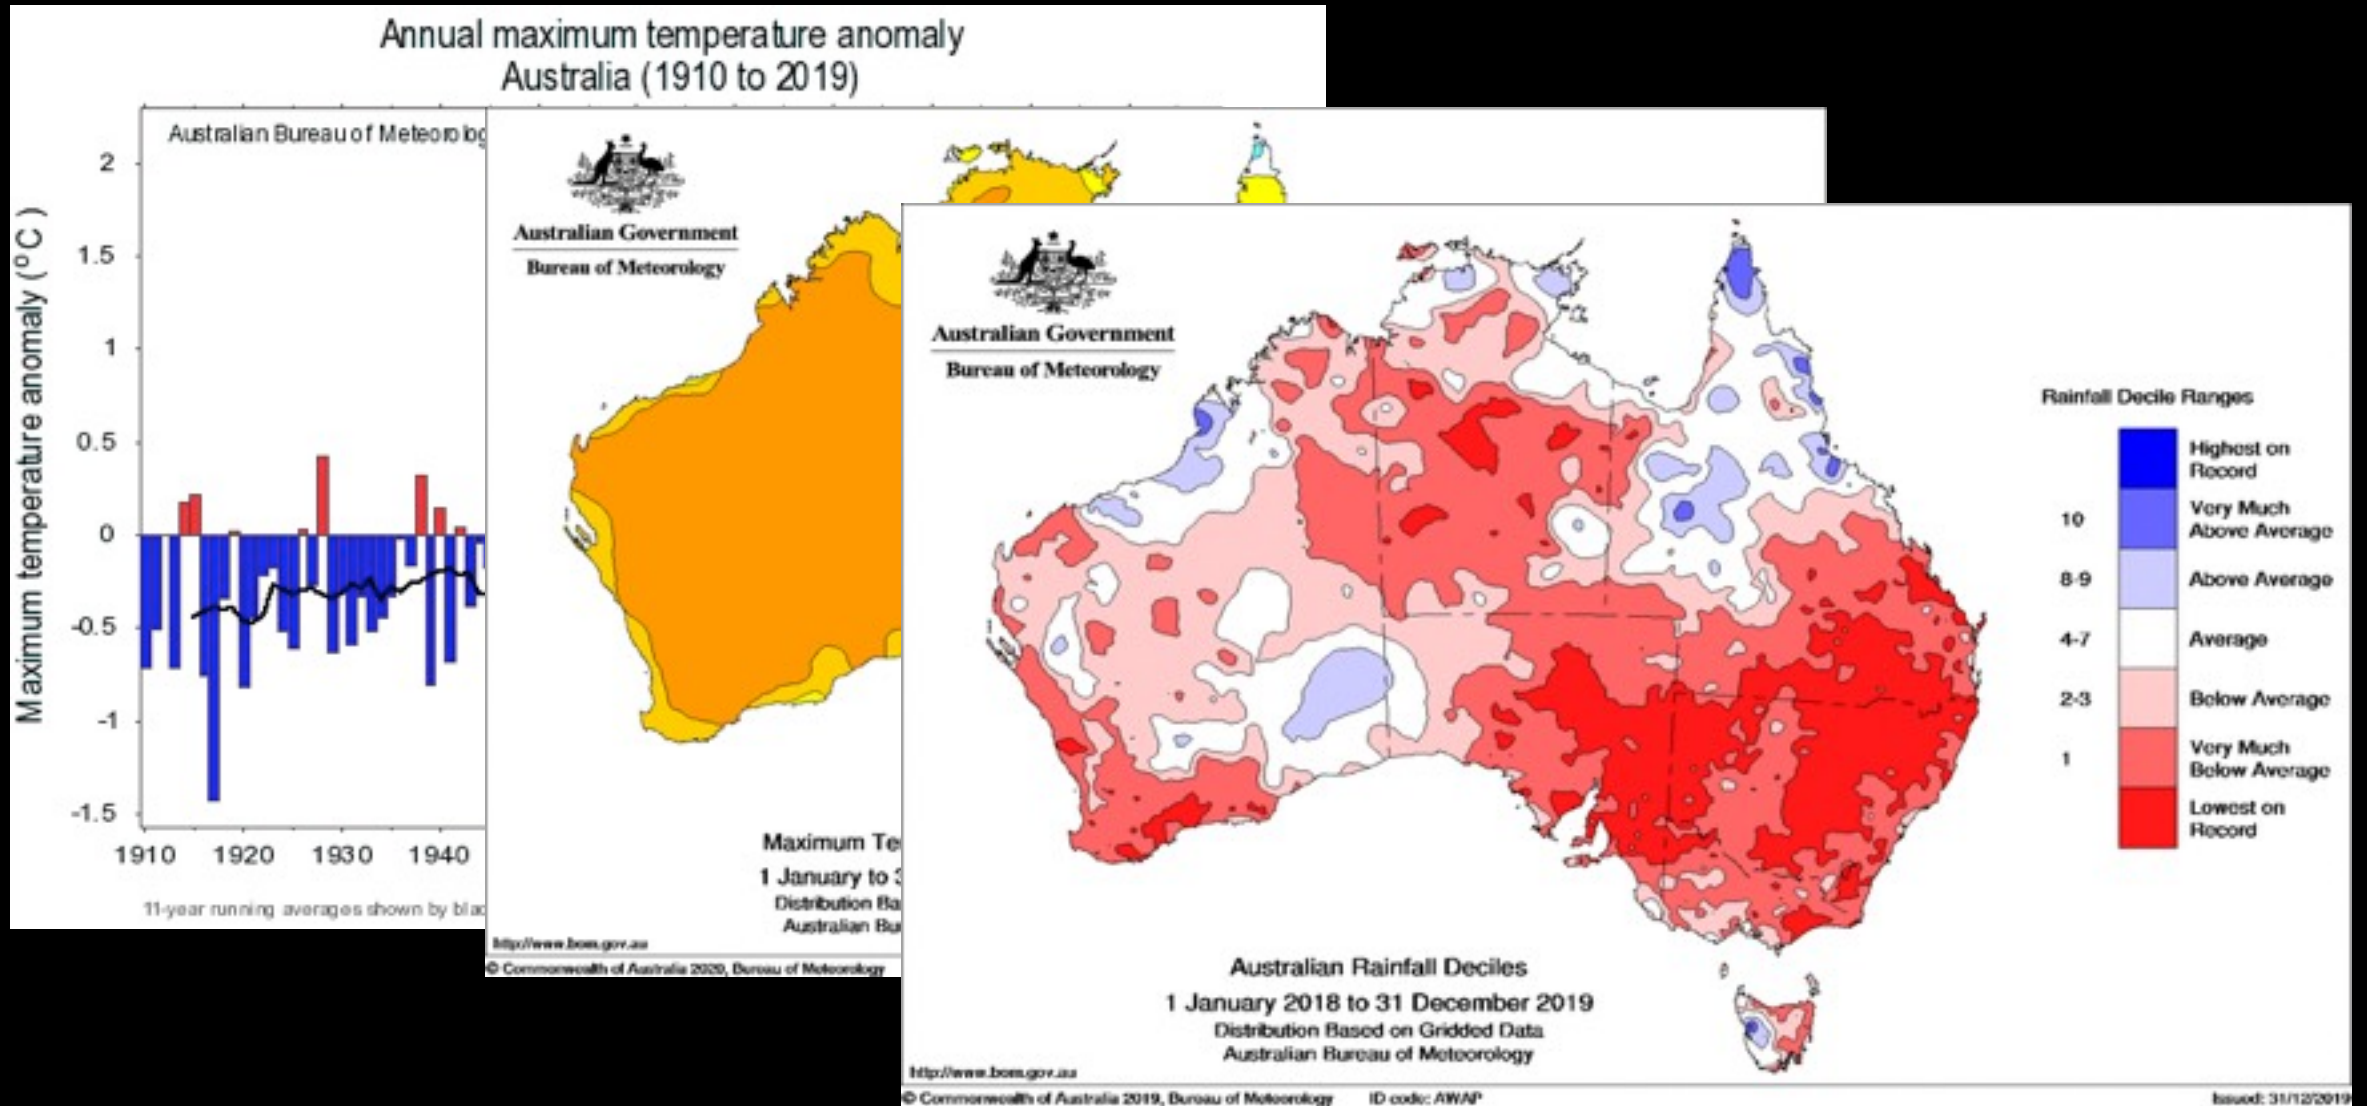 Annual maximum temperature anomaly
Australia (1910 to 2019)
Australian Bureau of
Maximum temperature anomaly (°C)
2
1.5
1
0.5
0
-0.5
-1
-1.5
1910 1920 1930 1940
11-year running averages shown by
Australian Government
Bureau of Meteorology
Maximum
1 January to
Distribution
Australian
http://www.bom.gov.au
© Commonwealth of Australia 2020, Bureau of Meteorology
Australian Government
Bureau of Meteorology
Rainfall Decile Ranges
Highest on
Record
10 Very Much
Above Average
8-9 Above Average
4-7 Average
2-3 Below Average
1 Very Much
Below Average
Lowest on
Record
Australian Rainfall Deciles
1 January 2018 to 31 December 2019
Distribution Based on Gridded Data
Australian Bureau of Meteorology
http://www.bom.gov.au
© Commonwealth of Australia 2019, Bureau of Meteorology ID code: AWAP Issued: 31/12/2019